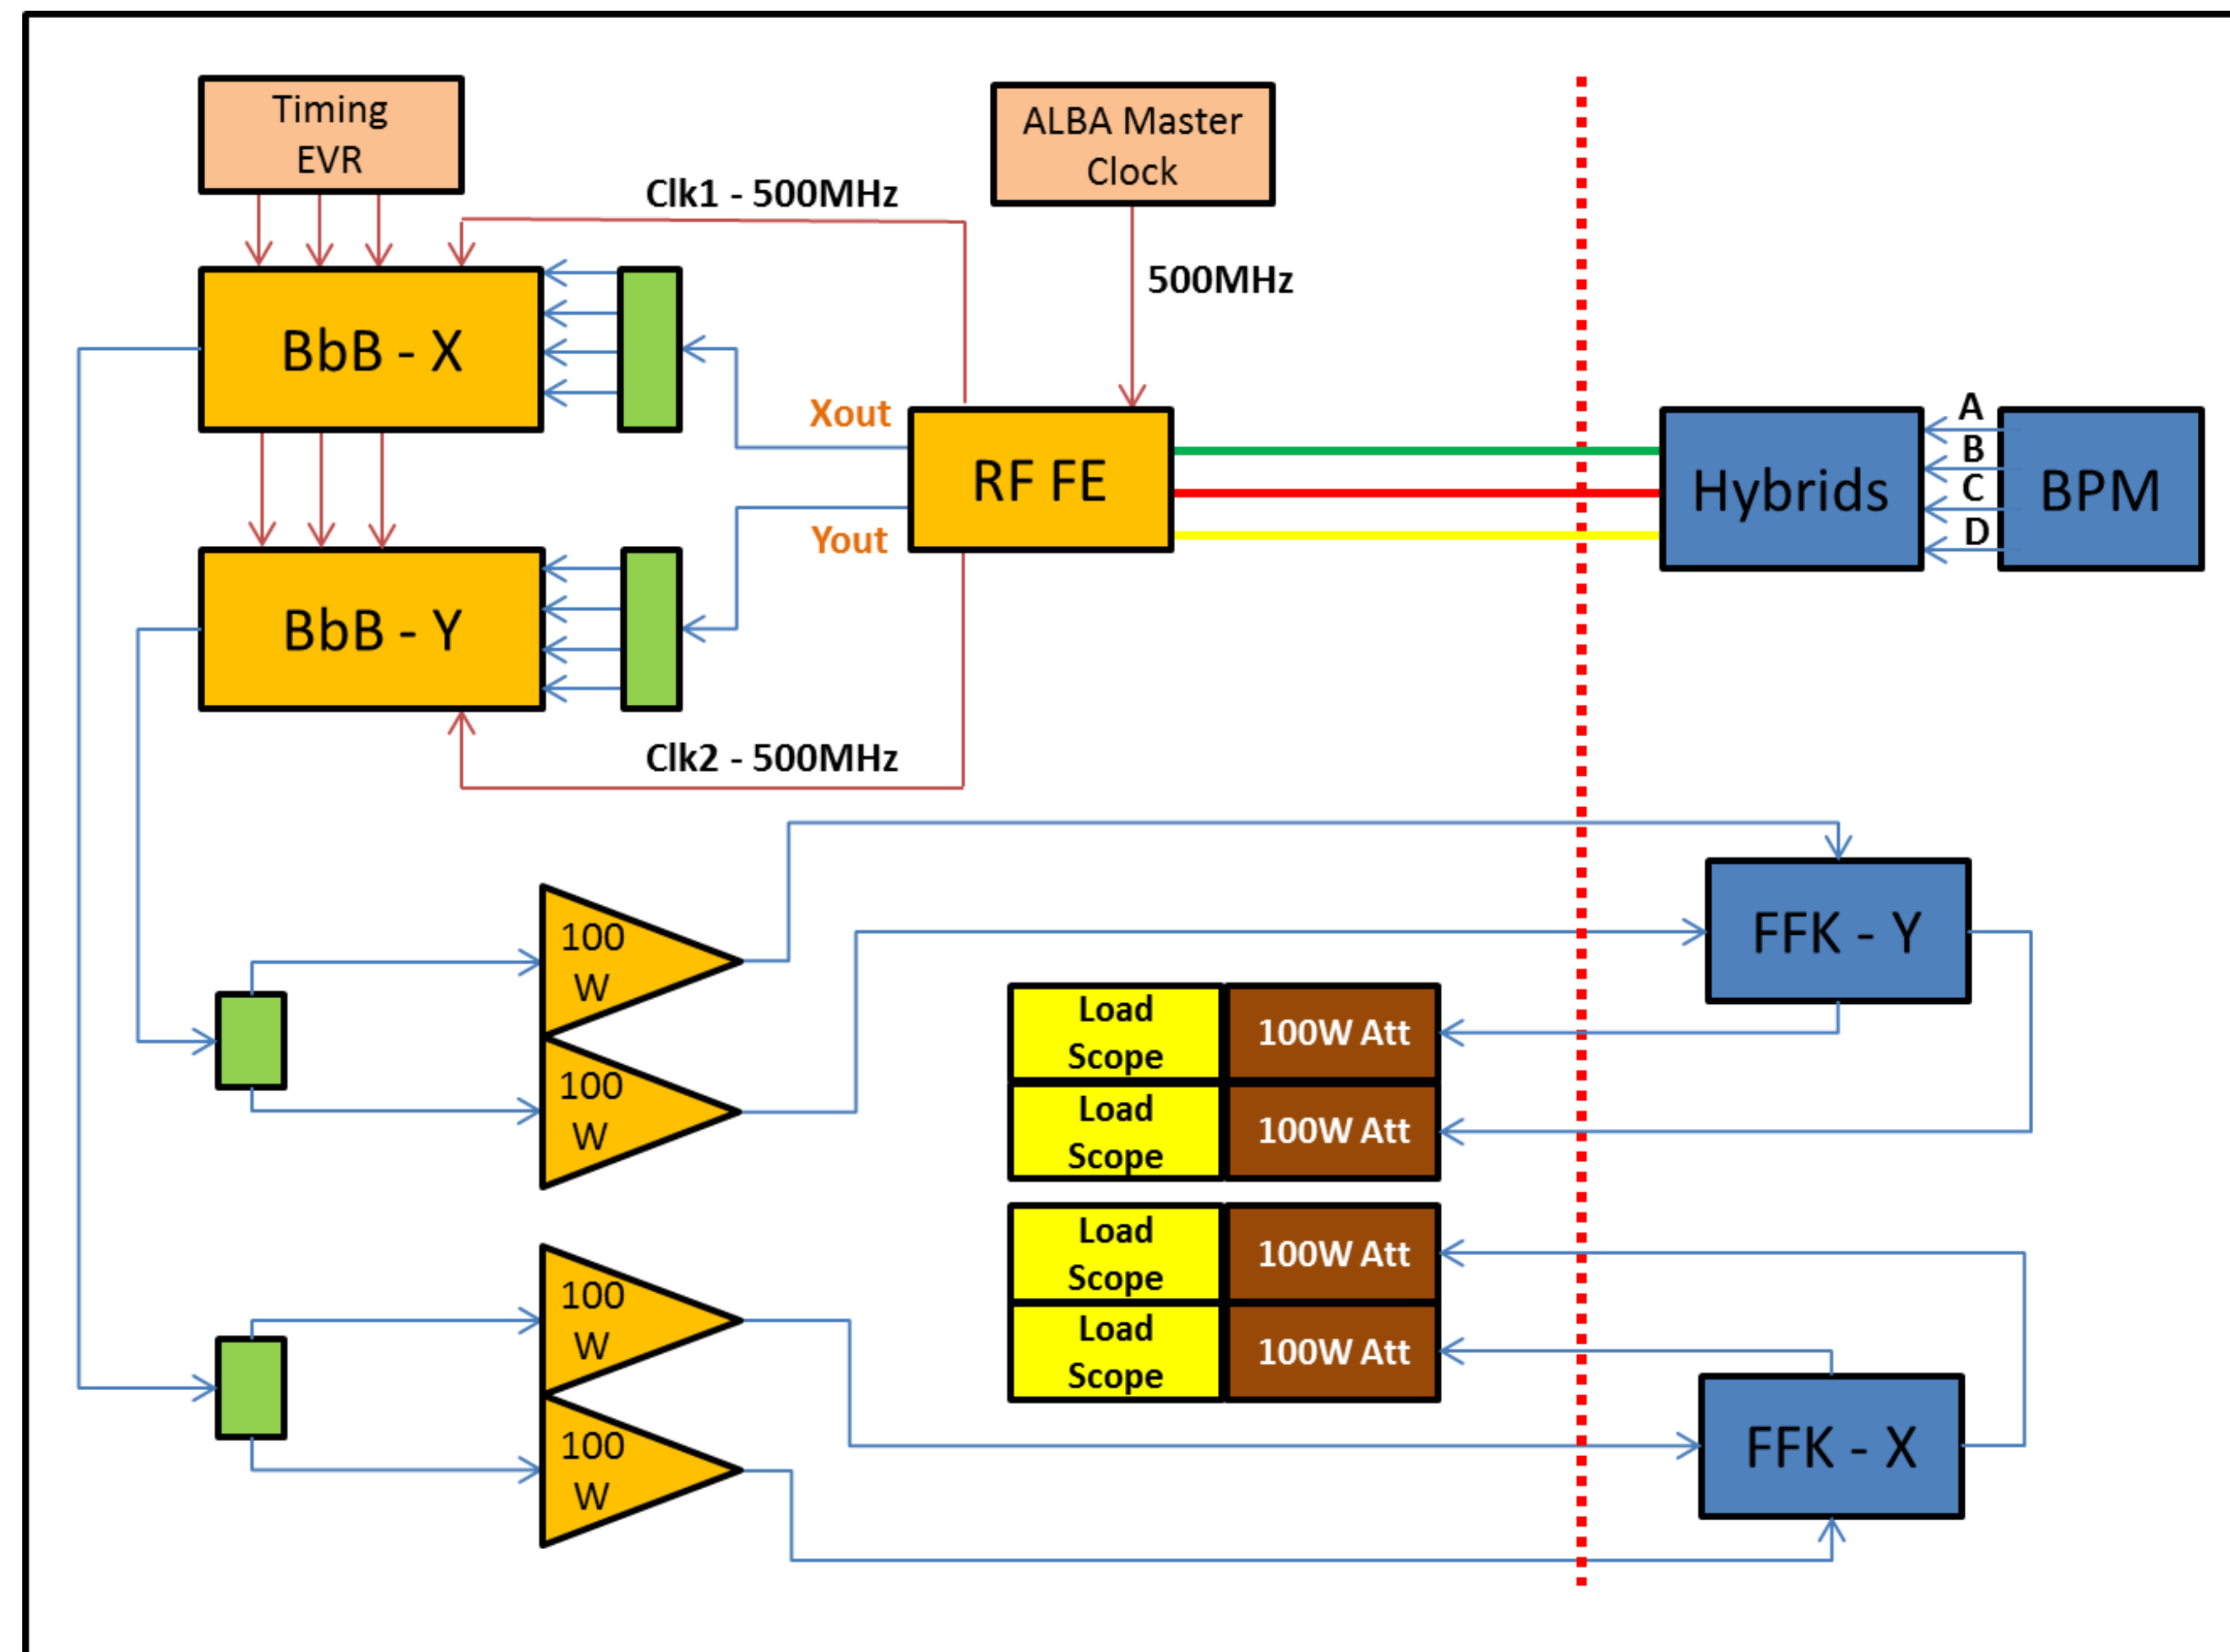 Timing
EVR
ALBA Master
Clock
Clk1 - 500MHz
500MHz
BbB - X
Xout
RF FE
Yout
Hybrids
A
B
C
D
BPM
BbB - Y
Clk2 - 500MHz
100
W
100
W
FFK - Y
Load
Scope
100W Att
Load
Scope
100W Att
Load
Scope
100W Att
Load
Scope
100W Att
100
W
100
W
FFK - X